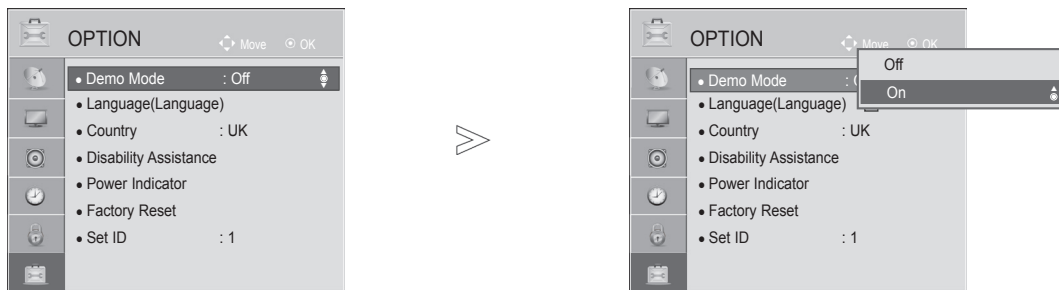 OPTION
Move OK
• Demo Mode : Off
• Language(Language)
• Country : UK
• Disability Assistance
• Power Indicator
• Factory Reset
• Set ID : 1
OPTION
Move OK
• Demo Mode :
Off
On
• Language(Language)
• Country : UK
• Disability Assistance
• Power Indicator
• Factory Reset
• Set ID : 1